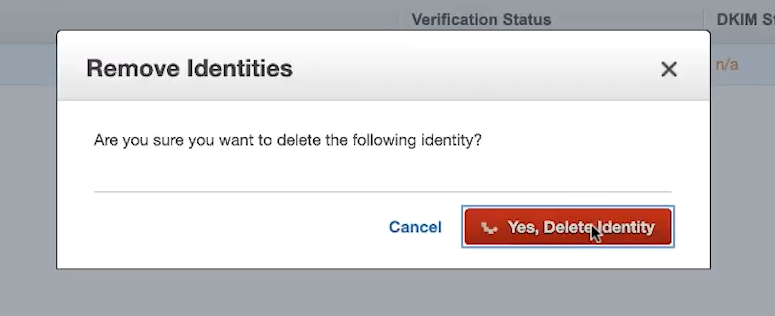 Verification Status
DKIM St
n/a
Remove Identities
Are you sure you want to delete the following identity?
Cancel
Yes, Delete Identity